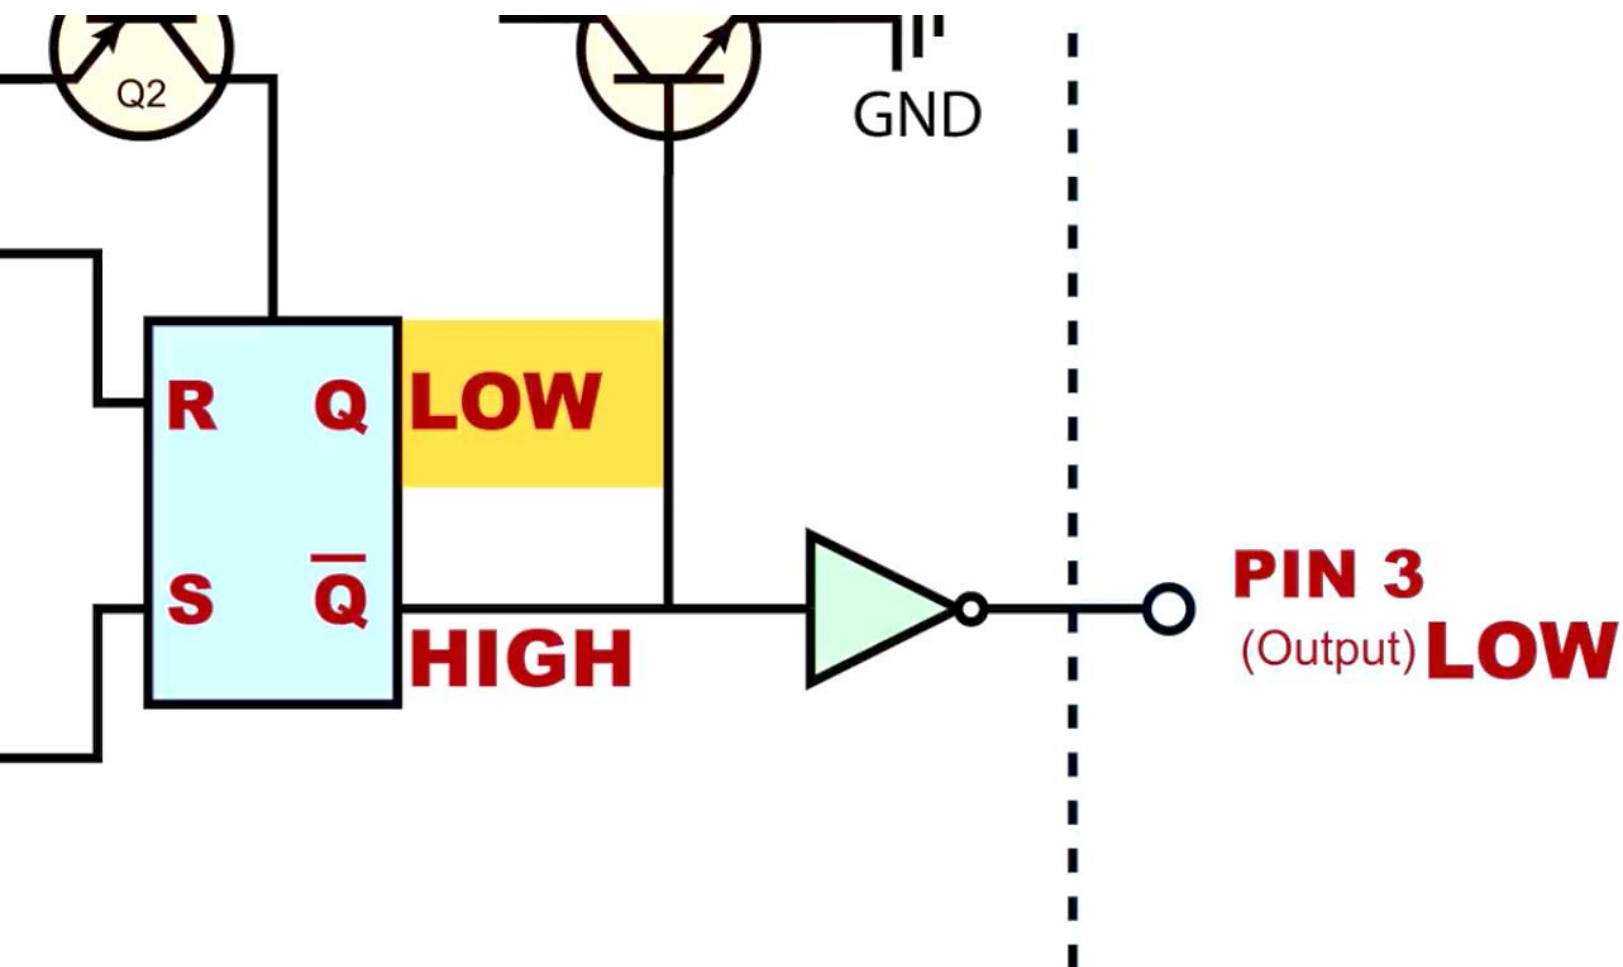 Q2
GND
R Q LOW
S Q̅
HIGH
PIN 3
(Output) LOW